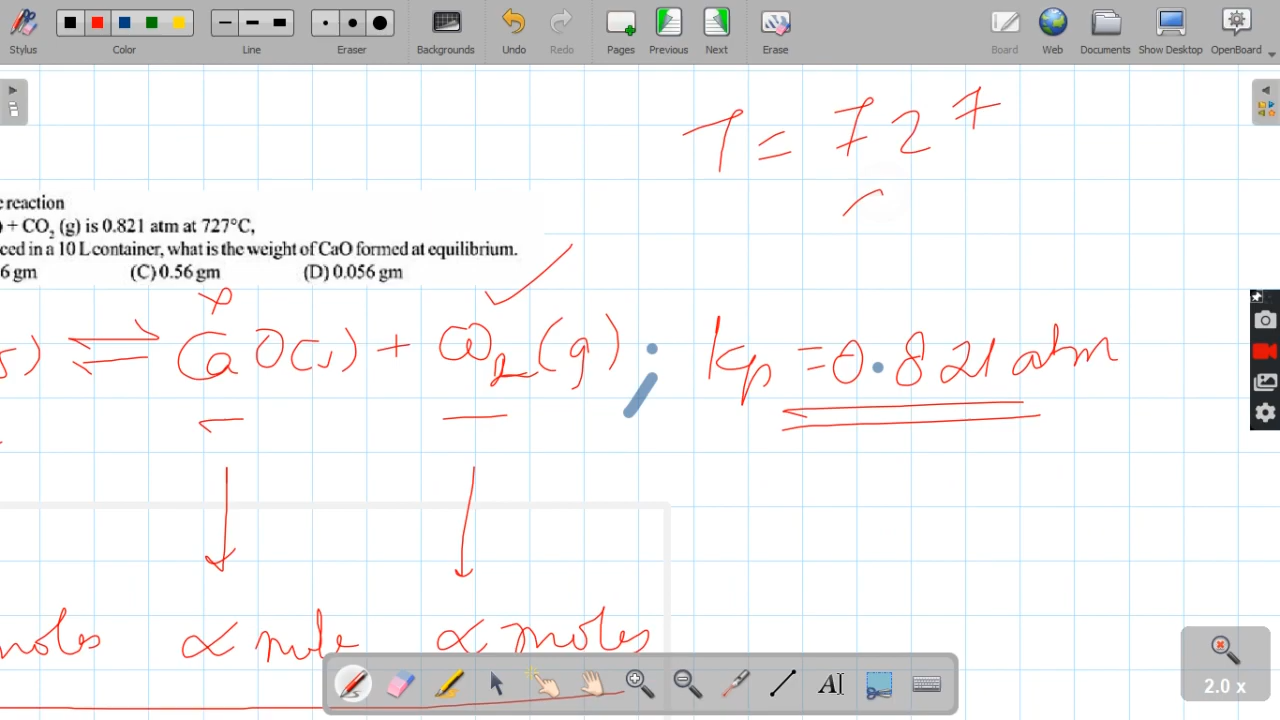 Stylus Color Line Eraser Backgrounds Undo Redo Pages Previous Next Erase Board Web Documents Show Desktop OpenBoard
T = 727
e reaction
) + CO₂ (g) is 0.821 atm at 727°C,
ced in a 10 L container, what is the weight of CaO formed at equilibrium.
6 gm (C) 0.56 gm (D) 0.056 gm
s) ⇌ CaO(s) + CO₂(g) ; kp = 0.821 atm
moles α mole α moles
2.0 x